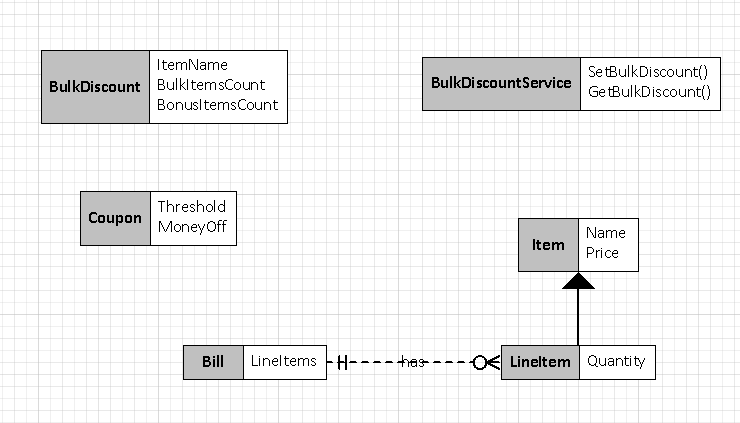 BulkDiscount
ItemName
BulkItemsCount
BonusItemsCount
BulkDiscountService
SetBulkDiscount()
GetBulkDiscount()
Coupon
Threshold
MoneyOff
Item
Name
Price
Bill
LineItems
has
LineItem
Quantity